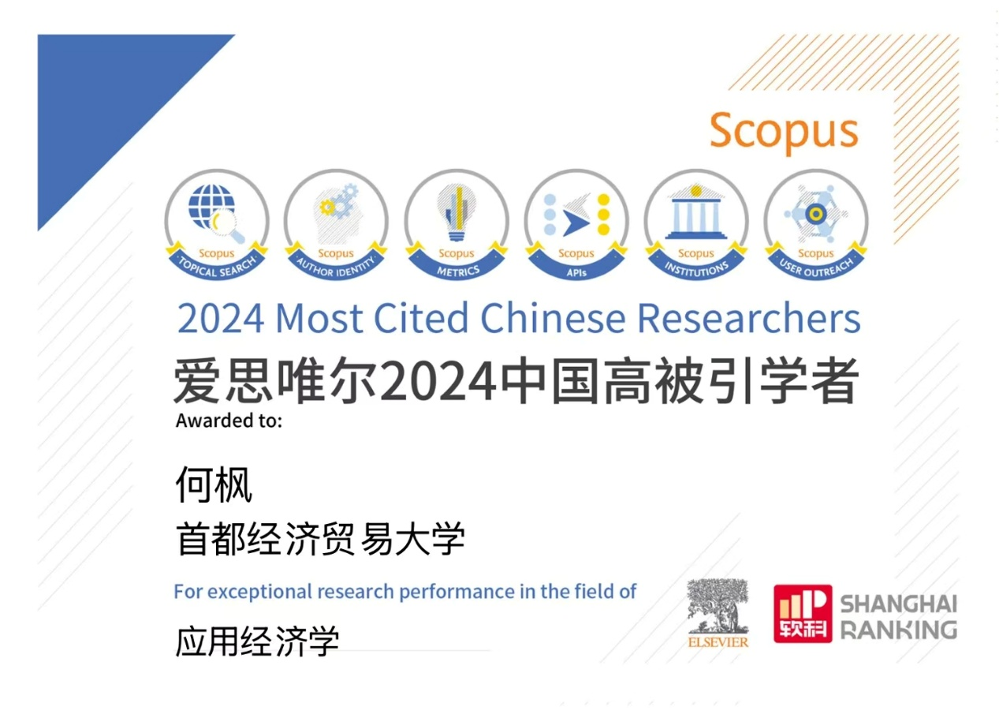 Scopus
Scopus
TOPICAL SEARCH
Scopus
AUTHOR IDENTITY
Scopus
METRICS
Scopus
APIs
Scopus
INSTITUTIONS
Scopus
USER OUTREACH
2024 Most Cited Chinese Researchers
爱思唯尔2024中国高被引学者
Awarded to:
何枫
首都经济贸易大学
For exceptional research performance in the field of
应用经济学
ELSEVIER
软科
SHANGHAI
RANKING